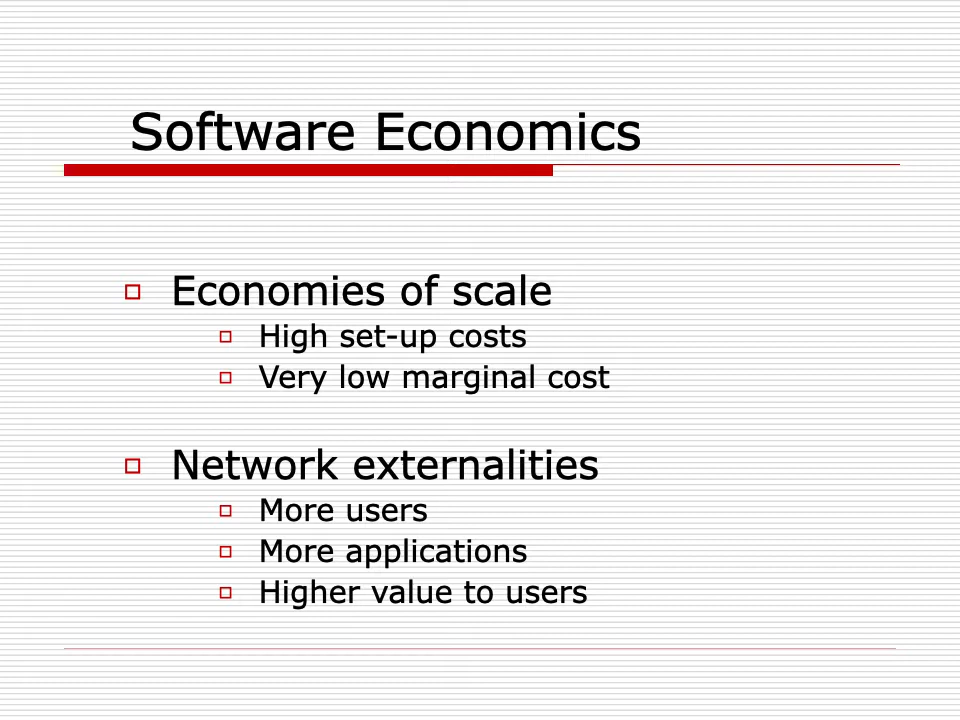 Software Economics
Economies of scale
High set-up costs
Very low marginal cost
Network externalities
More users
More applications
Higher value to users